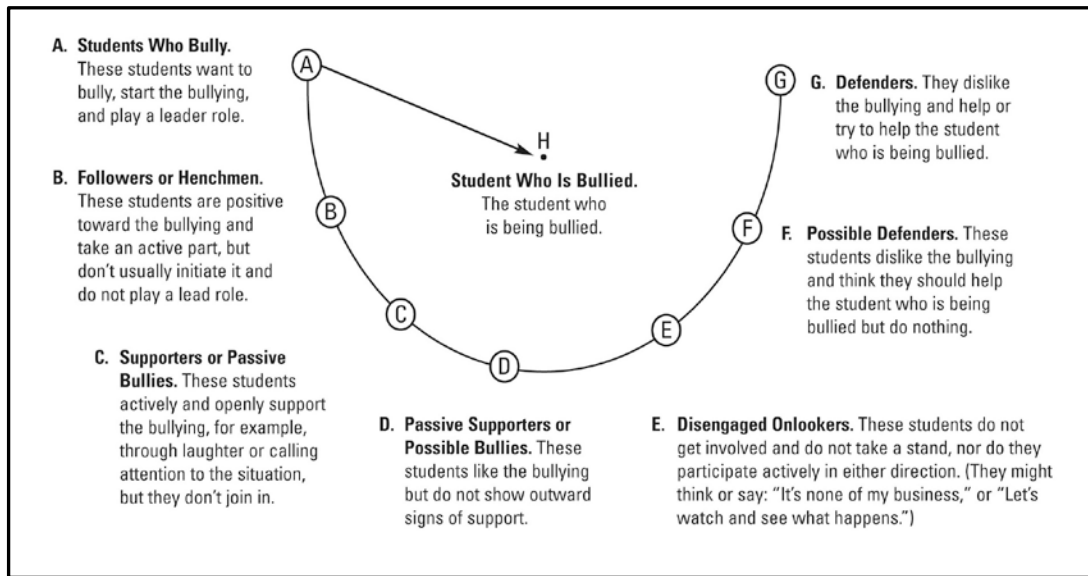 A. Students Who Bully.
These students want to
bully, start the bullying,
and play a leader role.
B. Followers or Henchmen.
These students are positive
toward the bullying and
take an active part, but
don't usually initiate it and
do not play a lead role.
C. Supporters or Passive
Bullies. These students
actively and openly support
the bullying, for example,
through laughter or calling
attention to the situation,
but they don't join in.
D. Passive Supporters or
Possible Bullies. These
students like the bullying
but do not show outward
signs of support.
E. Disengaged Onlookers. These students do not
get involved and do not take a stand, nor do they
participate actively in either direction. (They might
think or say: “It's none of my business,” or “Let's
watch and see what happens.”)
F. Possible Defenders. These
students dislike the bullying
and think they should help
the student who is being
bullied but do nothing.
G. Defenders. They dislike
the bullying and help or
try to help the student
who is being bullied.
H
Student Who Is Bullied.
The student who
is being bullied.
A
B
C
D
E
F
G